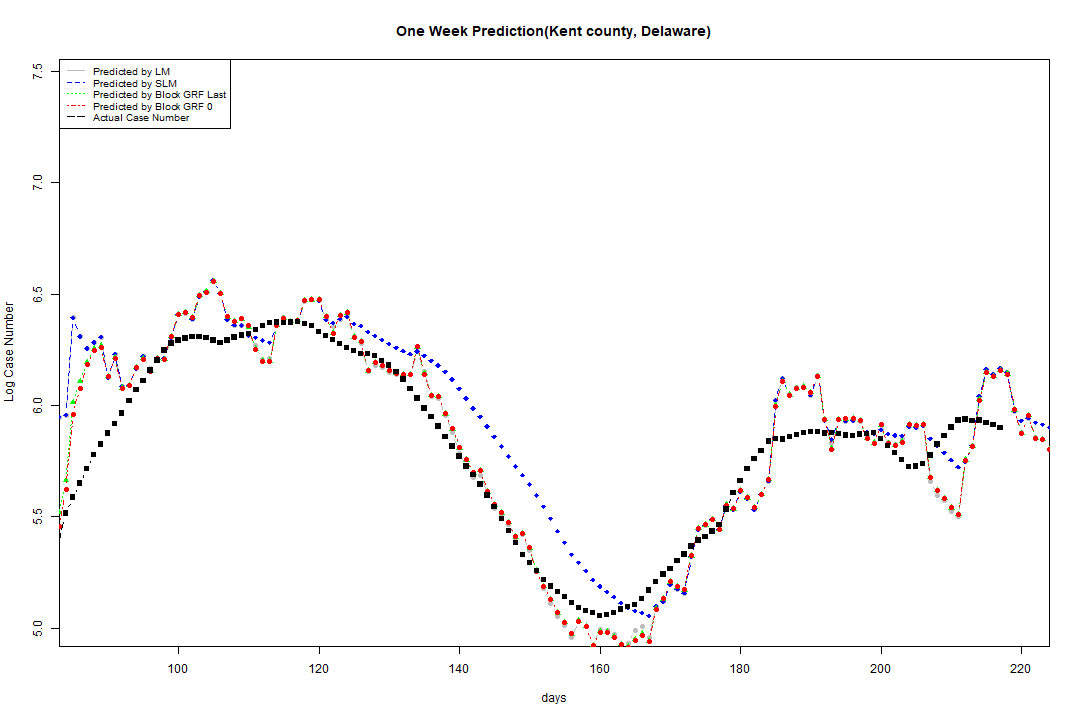 One Week Prediction(Kent county, Delaware)
Predicted by LM
Predicted by SLM
Predicted by Block GRF Last
Predicted by Block GRF 0
Actual Case Number
Log Case Number
7.5
7.0
6.5
6.0
5.5
5.0
100 120 140 160 180 200 220
days